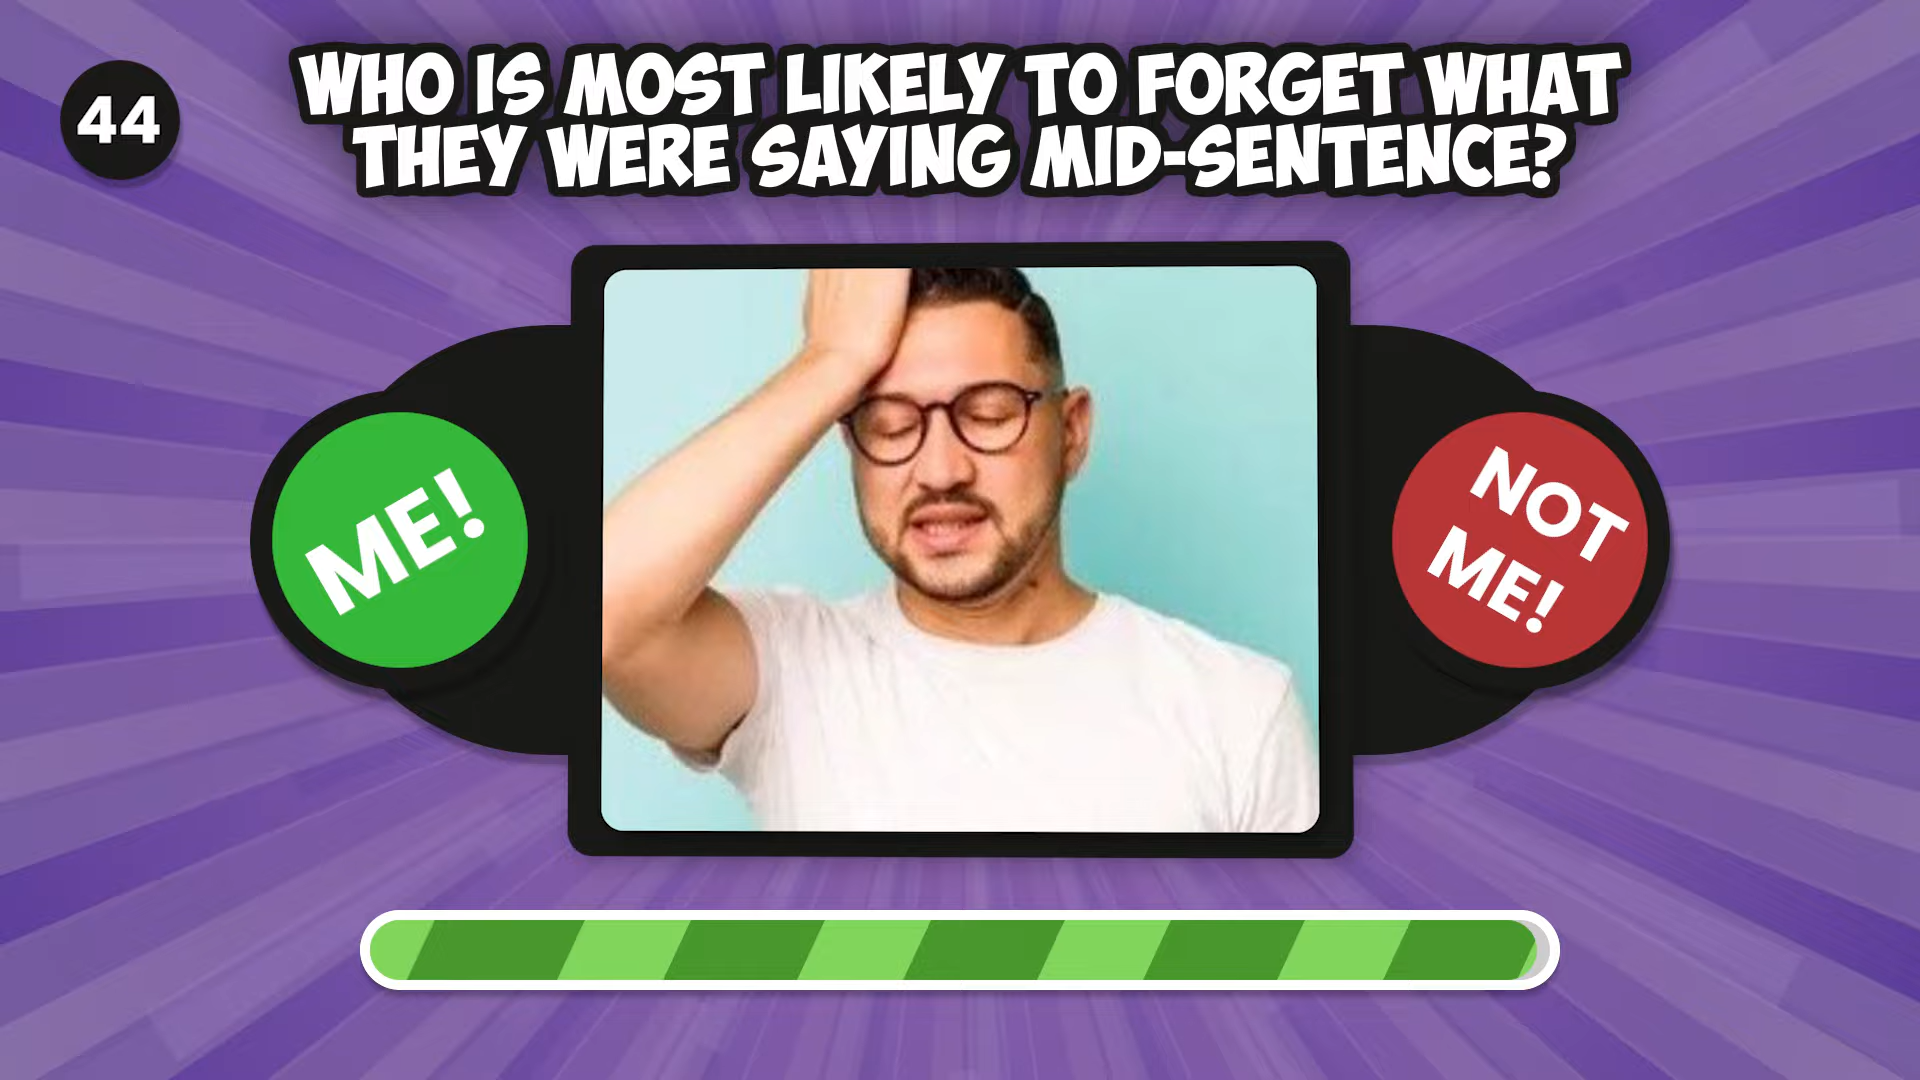 44
WHO IS MOST LIKELY TO FORGET WHAT
THEY WERE SAYING MID-SENTENCE?
ME!
NOT
ME!